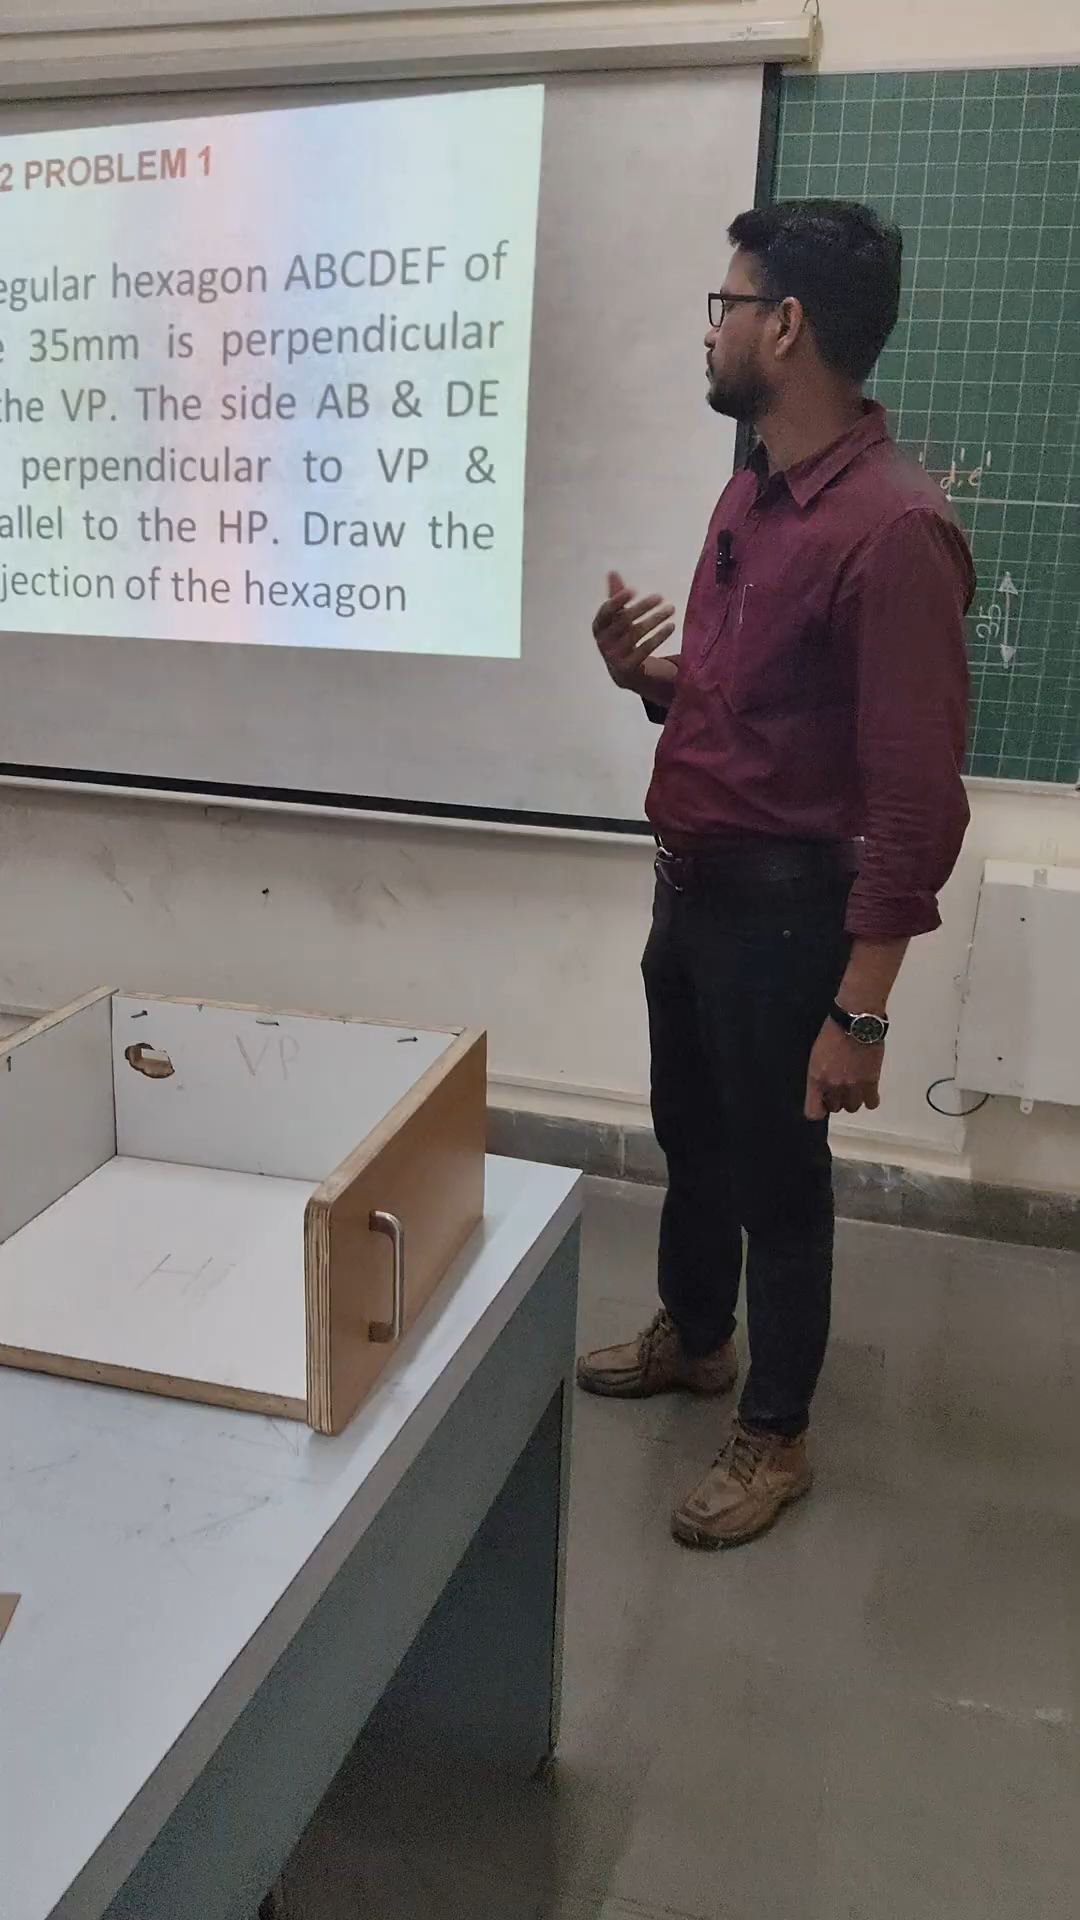 2 PROBLEM 1
egular hexagon ABCDEF of
e 35mm is perpendicular
the VP. The side AB & DE
perpendicular to VP &
allel to the HP. Draw the
jection of the hexagon
d',e'
35
VP
H